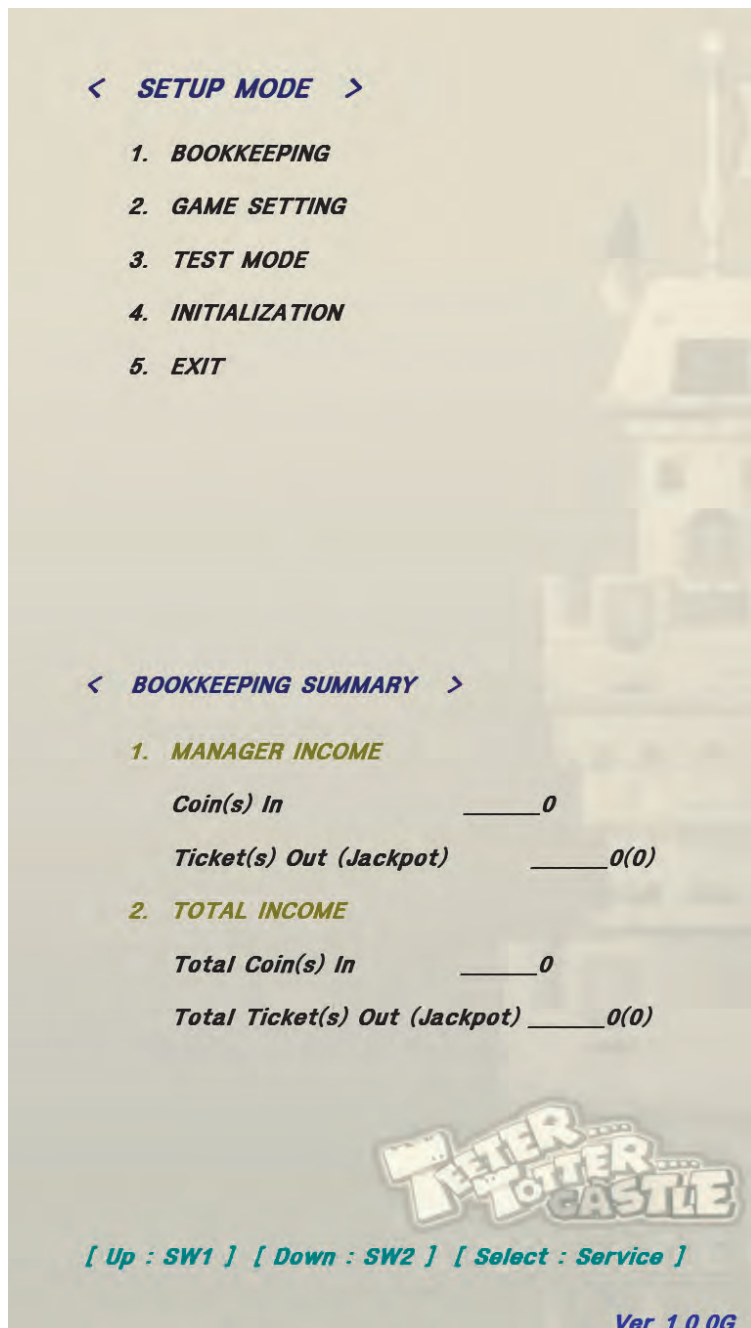 < SETUP MODE >
1. BOOKKEEPING
2. GAME SETTING
3. TEST MODE
4. INITIALIZATION
5. EXIT
< BOOKKEEPING SUMMARY >
1. MANAGER INCOME
Coin(s) In ______0
Ticket(s) Out (Jackpot) ______0(0)
2. TOTAL INCOME
Total Coin(s) In ______0
Total Ticket(s) Out (Jackpot) ______0(0)
TEETER
TOTTER
CASTLE
[ Up : SW1 ] [ Down : SW2 ] [ Select : Service ]
Ver 1.0.0G